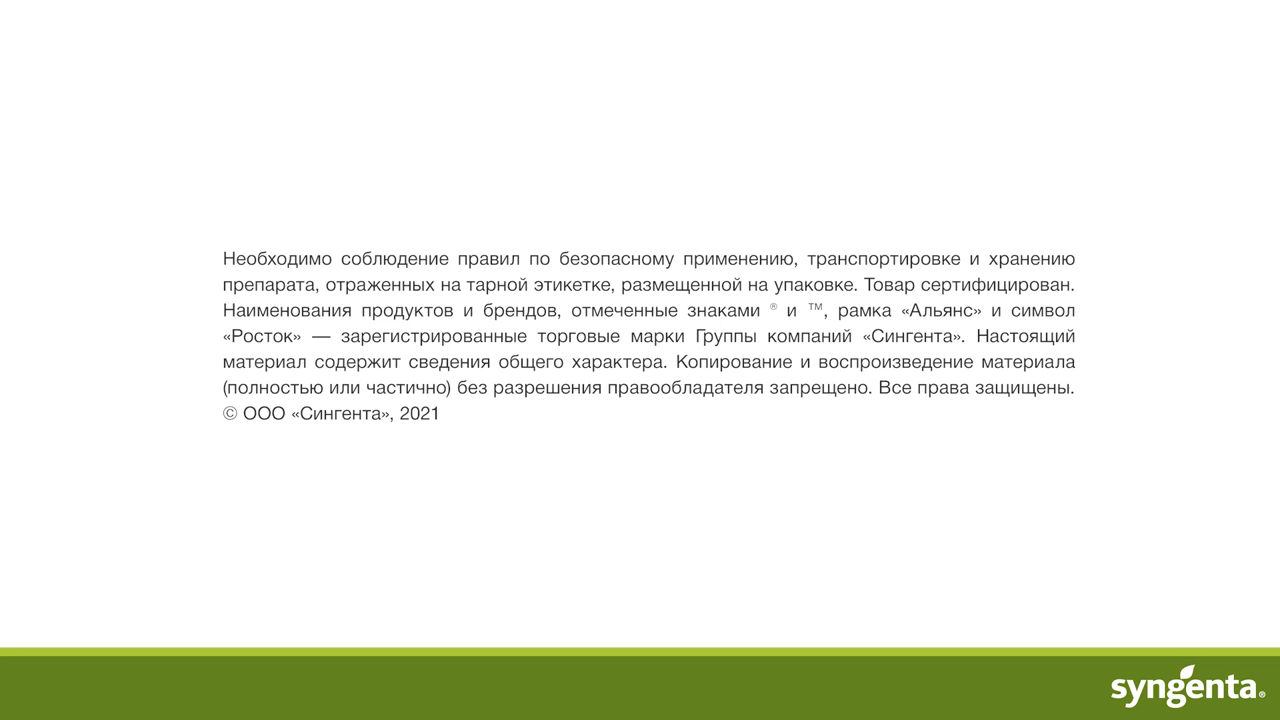 Необходимо соблюдение правил по безопасному применению, транспортировке и хранению
препарата, отраженных на тарной этикетке, размещенной на упаковке. Товар сертифицирован.
Наименования продуктов и брендов, отмеченные знаками ® и ™, рамка «Альянс» и символ
«Росток» — зарегистрированные торговые марки Группы компаний «Сингента». Настоящий
материал содержит сведения общего характера. Копирование и воспроизведение материала
(полностью или частично) без разрешения правообладателя запрещено. Все права защищены.
© ООО «Сингента», 2021
syngenta®